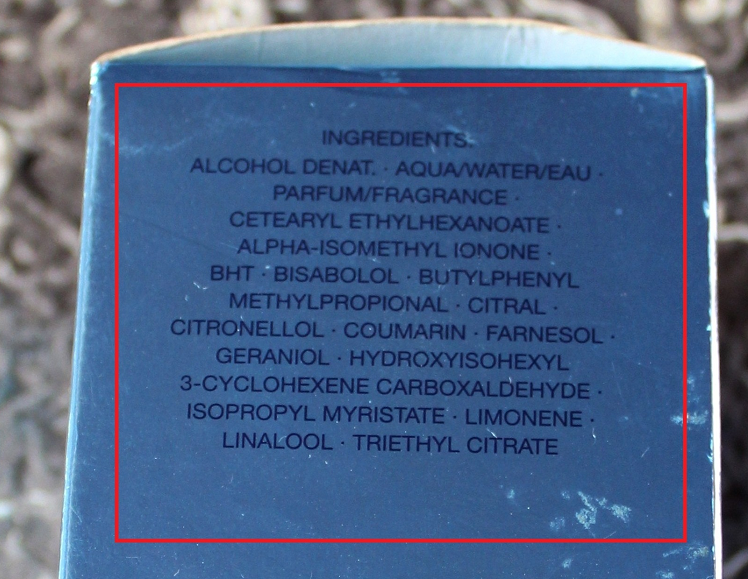 INGREDIENTS:
ALCOHOL DENAT. · AQUA/WATER/EAU ·
PARFUM/FRAGRANCE ·
CETEARYL ETHYLHEXANOATE ·
ALPHA-ISOMETHYL IONONE ·
BHT · BISABOLOL · BUTYLPHENYL
METHYLPROPIONAL · CITRAL ·
CITRONELLOL · COUMARIN · FARNESOL ·
GERANIOL · HYDROXYISOHEXYL
3-CYCLOHEXENE CARBOXALDEHYDE ·
ISOPROPYL MYRISTATE · LIMONENE ·
LINALOOL · TRIETHYL CITRATE